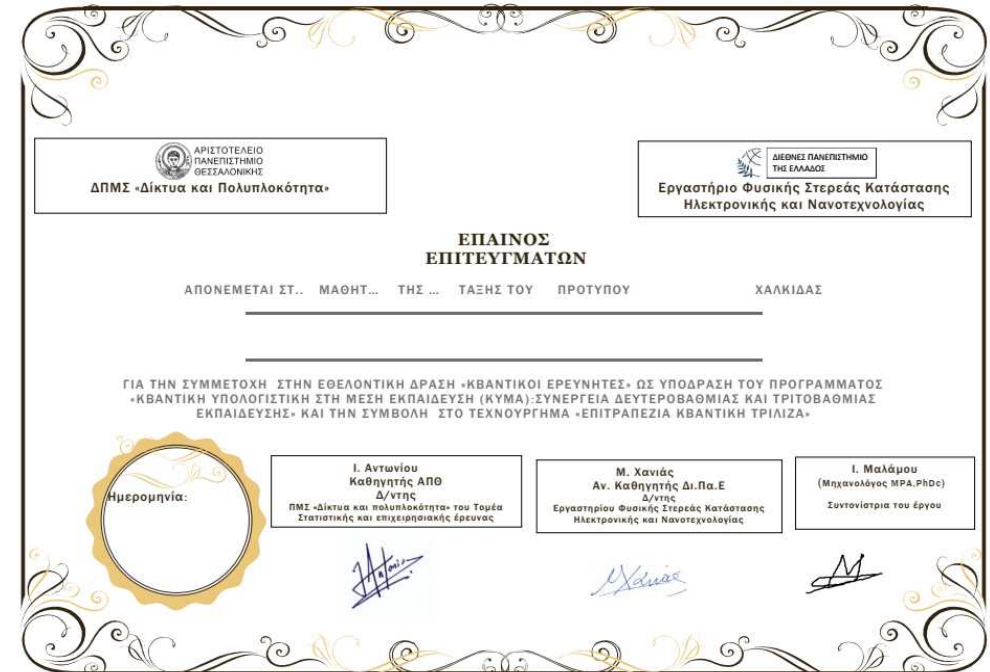 ΑΡΙΣΤΟΤΕΛΕΙΟ
ΠΑΝΕΠΙΣΤΗΜΙΟ
ΘΕΣΣΑΛΟΝΙΚΗΣ
ΔΠΜΣ «Δίκτυα και Πολυπλοκότητα»
ΔΙΕΘΝΕΣ ΠΑΝΕΠΙΣΤΗΜΙΟ
ΤΗΣ ΕΛΛΑΔΟΣ
Εργαστήριο Φυσικής Στερεάς Κατάστασης
Ηλεκτρονικής και Νανοτεχνολογίας
ΕΠΑΙΝΟΣ
ΕΠΙΤΕΥΓΜΑΤΩΝ
ΑΠΟΝΕΜΕΤΑΙ ΣΤ.. ΜΑΘΗΤ... ΤΗΣ ... ΤΑΞΗΣ ΤΟΥ ΠΡΟΤΥΠΟΥ ΧΑΛΚΙΔΑΣ
ΓΙΑ ΤΗΝ ΣΥΜΜΕΤΟΧΗ ΣΤΗΝ ΕΘΕΛΟΝΤΙΚΗ ΔΡΑΣΗ «ΚΒΑΝΤΙΚΟΙ ΕΡΕΥΝΗΤΕΣ» ΩΣ ΥΠΟΔΡΑΣΗ ΤΟΥ ΠΡΟΓΡΑΜΜΑΤΟΣ
«ΚΒΑΝΤΙΚΗ ΥΠΟΛΟΓΙΣΤΙΚΗ ΣΤΗ ΜΕΣΗ ΕΚΠΑΙΔΕΥΣΗ (ΚΥΜΑ):ΣΥΝΕΡΓΕΙΑ ΔΕΥΤΕΡΟΒΑΘΜΙΑΣ ΚΑΙ ΤΡΙΤΟΒΑΘΜΙΑΣ
ΕΚΠΑΙΔΕΥΣΗΣ» ΚΑΙ ΤΗΝ ΣΥΜΒΟΛΗ ΣΤΟ ΤΕΧΝΟΥΡΓΗΜΑ «ΕΠΙΤΡΑΠΕΖΙΑ ΚΒΑΝΤΙΚΗ ΤΡΙΛΙΖΑ»
Ημερομηνία:
Ι. Αντωνίου
Καθηγητής ΑΠΘ
Δ/ντης
ΠΜΣ «Δίκτυα και πολυπλοκότητα» του Τομέα
Στατιστικής και επιχειρησιακής έρευνας
Μ. Χανιάς
Αν. Καθηγητής Δι.Πα.Ε
Δ/ντης
Εργαστηρίου Φυσικής Στερεάς Κατάστασης
Ηλεκτρονικής και Νανοτεχνολογίας
Ι. Μαλάμου
(Μηχανολόγος MPA,PhDc)
Συντονίστρια του έργου
ΜΧανιάς